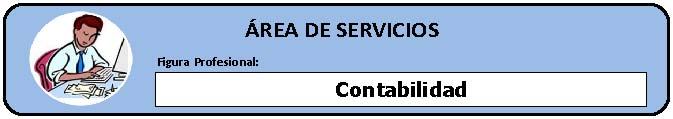 ÁREA DE SERVICIOS
Figura Profesional:
Contabilidad